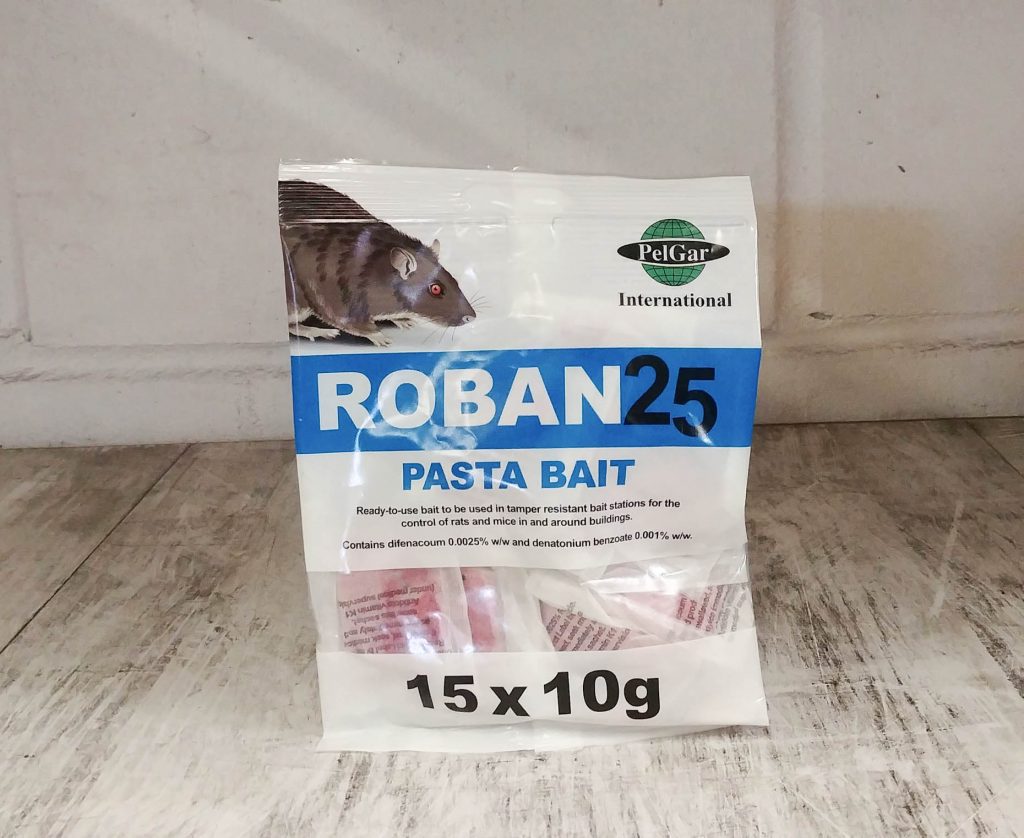 PelGar
International
ROBAN25
PASTA BAIT
Ready-to-use bait to be used in tamper resistant bait stations for the
control of rats and mice in and around buildings.
Contains difenacoum 0.0025% w/w and denatonium benzoate 0.001% w/w.
15 x 10g